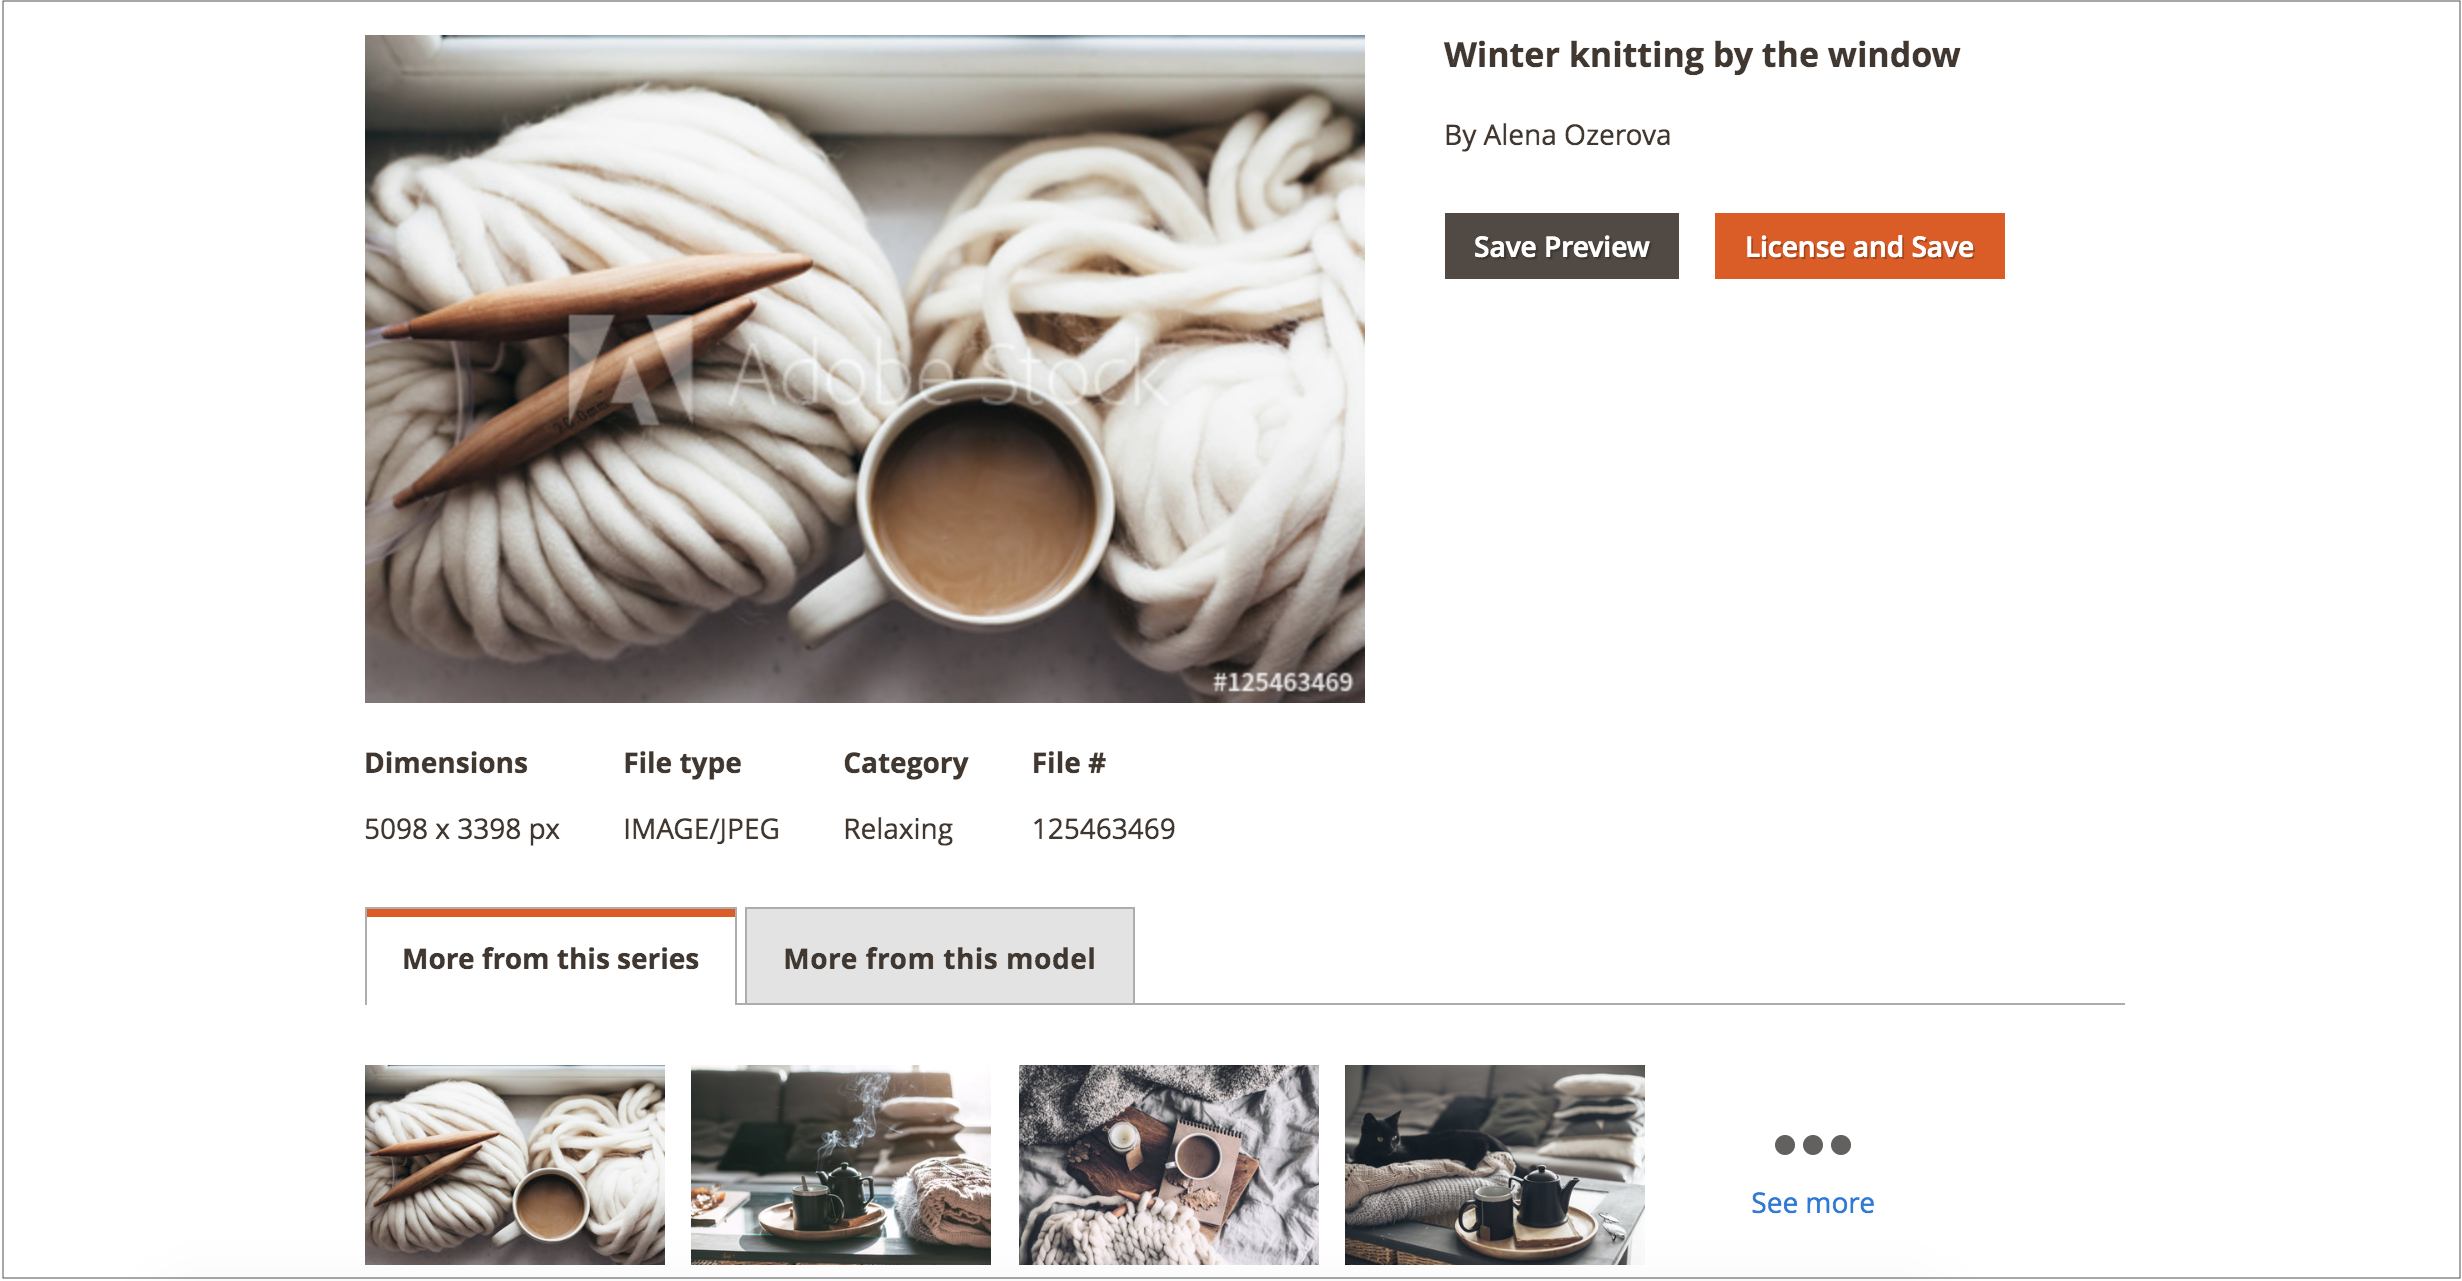 Winter knitting by the window
By Alena Ozerova
Save Preview
License and Save
20.0mm
Adobe Stock
#125463469
Dimensions
File type
Category
File #
5098 x 3398 px
IMAGE/JPEG
Relaxing
125463469
More from this series
More from this model
See more